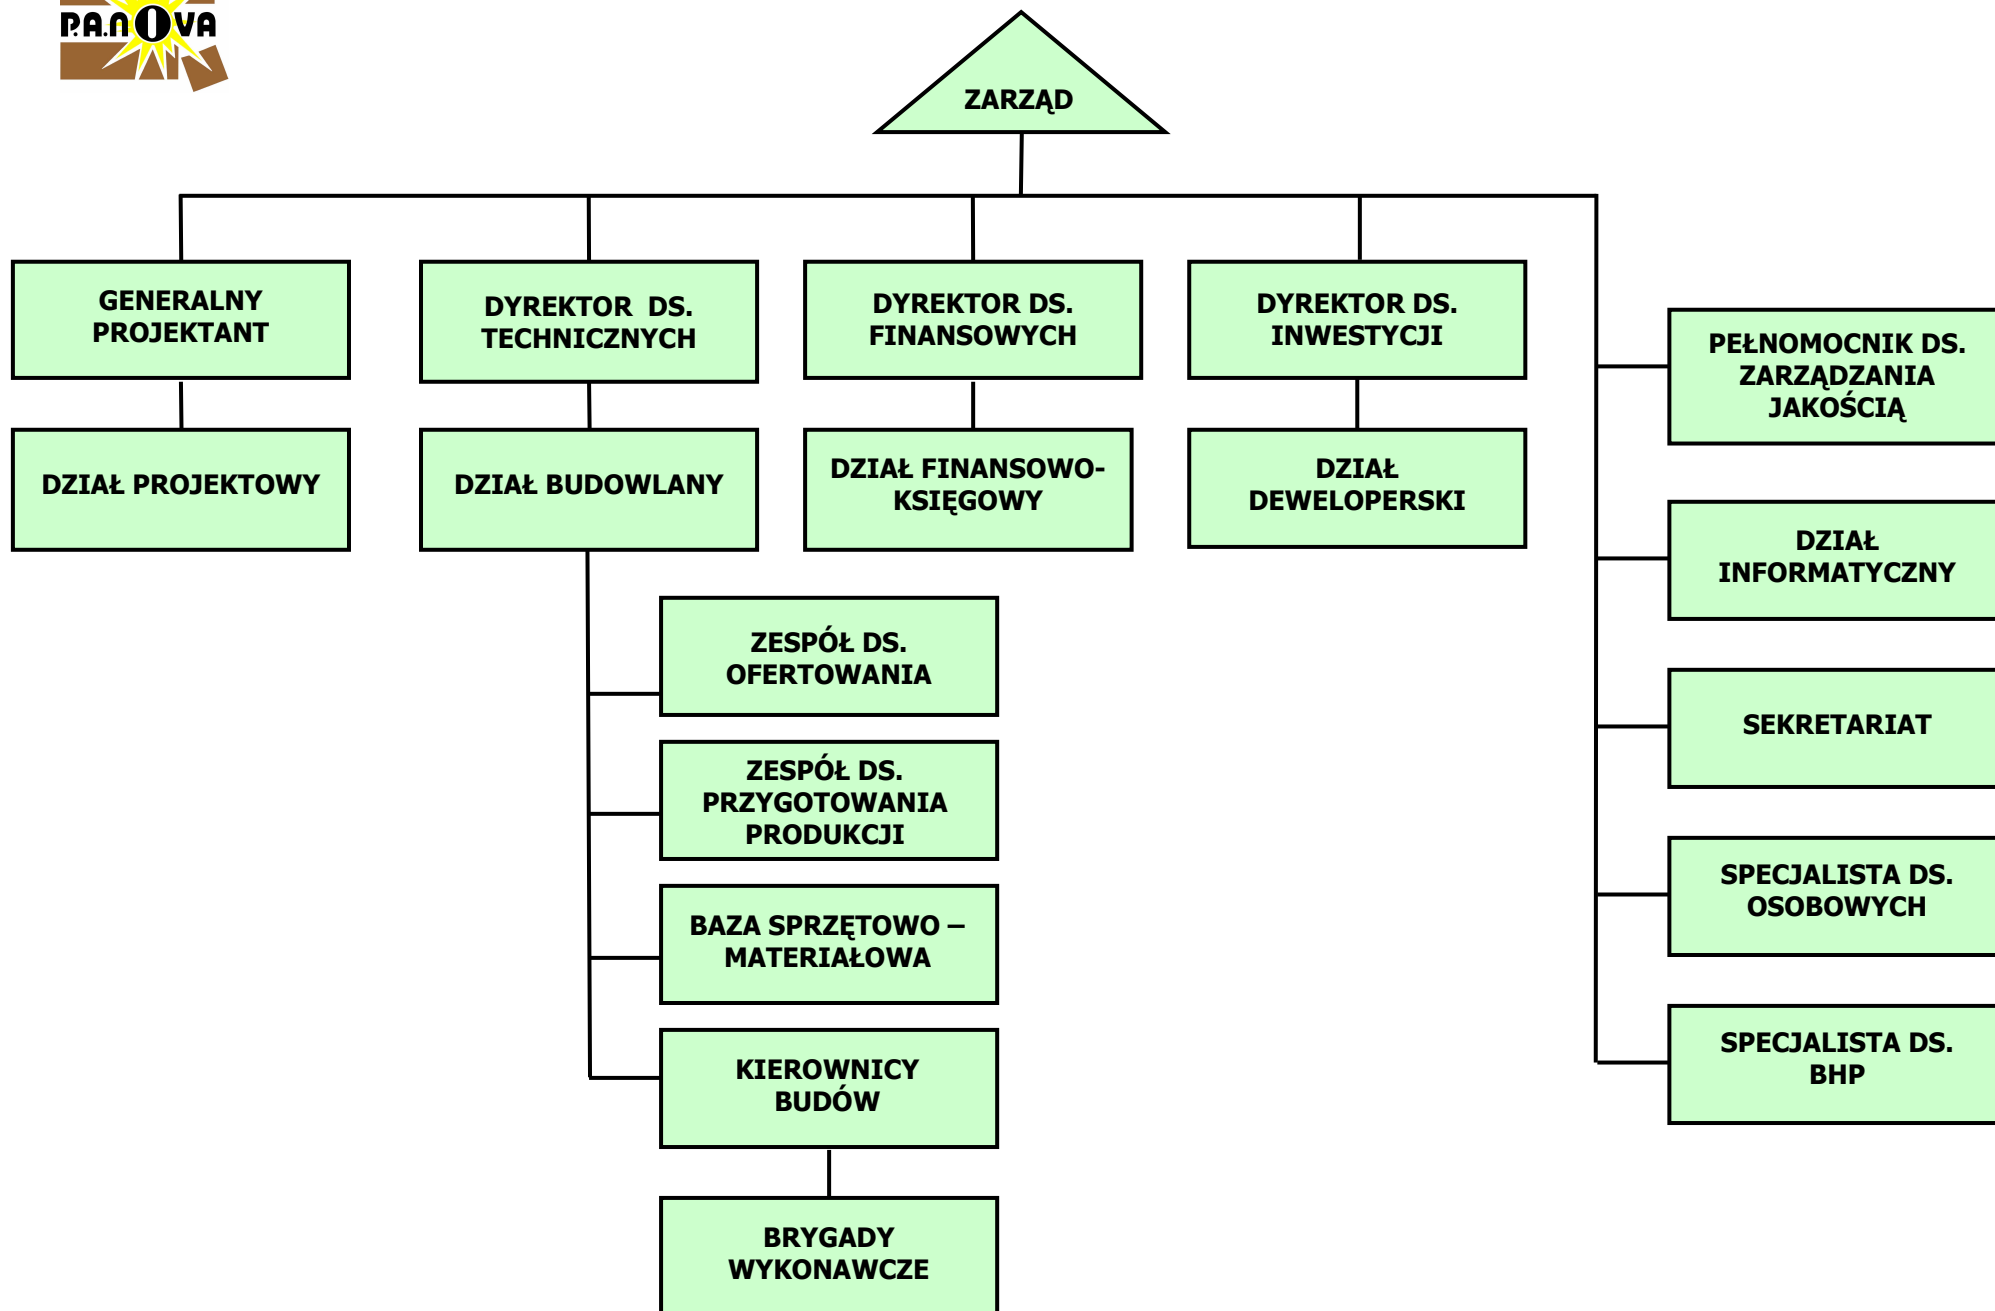 P.A.NOVA
ZARZĄD
GENERALNY
PROJEKTANT
DYREKTOR DS.
TECHNICZNYCH
DYREKTOR DS.
FINANSOWYCH
DYREKTOR DS.
INWESTYCJI
PEŁNOMOCNIK DS.
ZARZĄDZANIA
JAKOŚCIĄ
DZIAŁ PROJEKTOWY
DZIAŁ BUDOWLANY
DZIAŁ FINANSOWO-
KSIĘGOWY
DZIAŁ
DEWELOPERSKI
DZIAŁ
INFORMATYCZNY
ZESPÓŁ DS.
OFERTOWANIA
SEKRETARIAT
ZESPÓŁ DS.
PRZYGOTOWANIA
PRODUKCJI
SPECJALISTA DS.
OSOBOWYCH
BAZA SPRZĘTOWO –
MATERIAŁOWA
SPECJALISTA DS.
BHP
KIEROWNICY
BUDÓW
BRYGADY
WYKONAWCZE